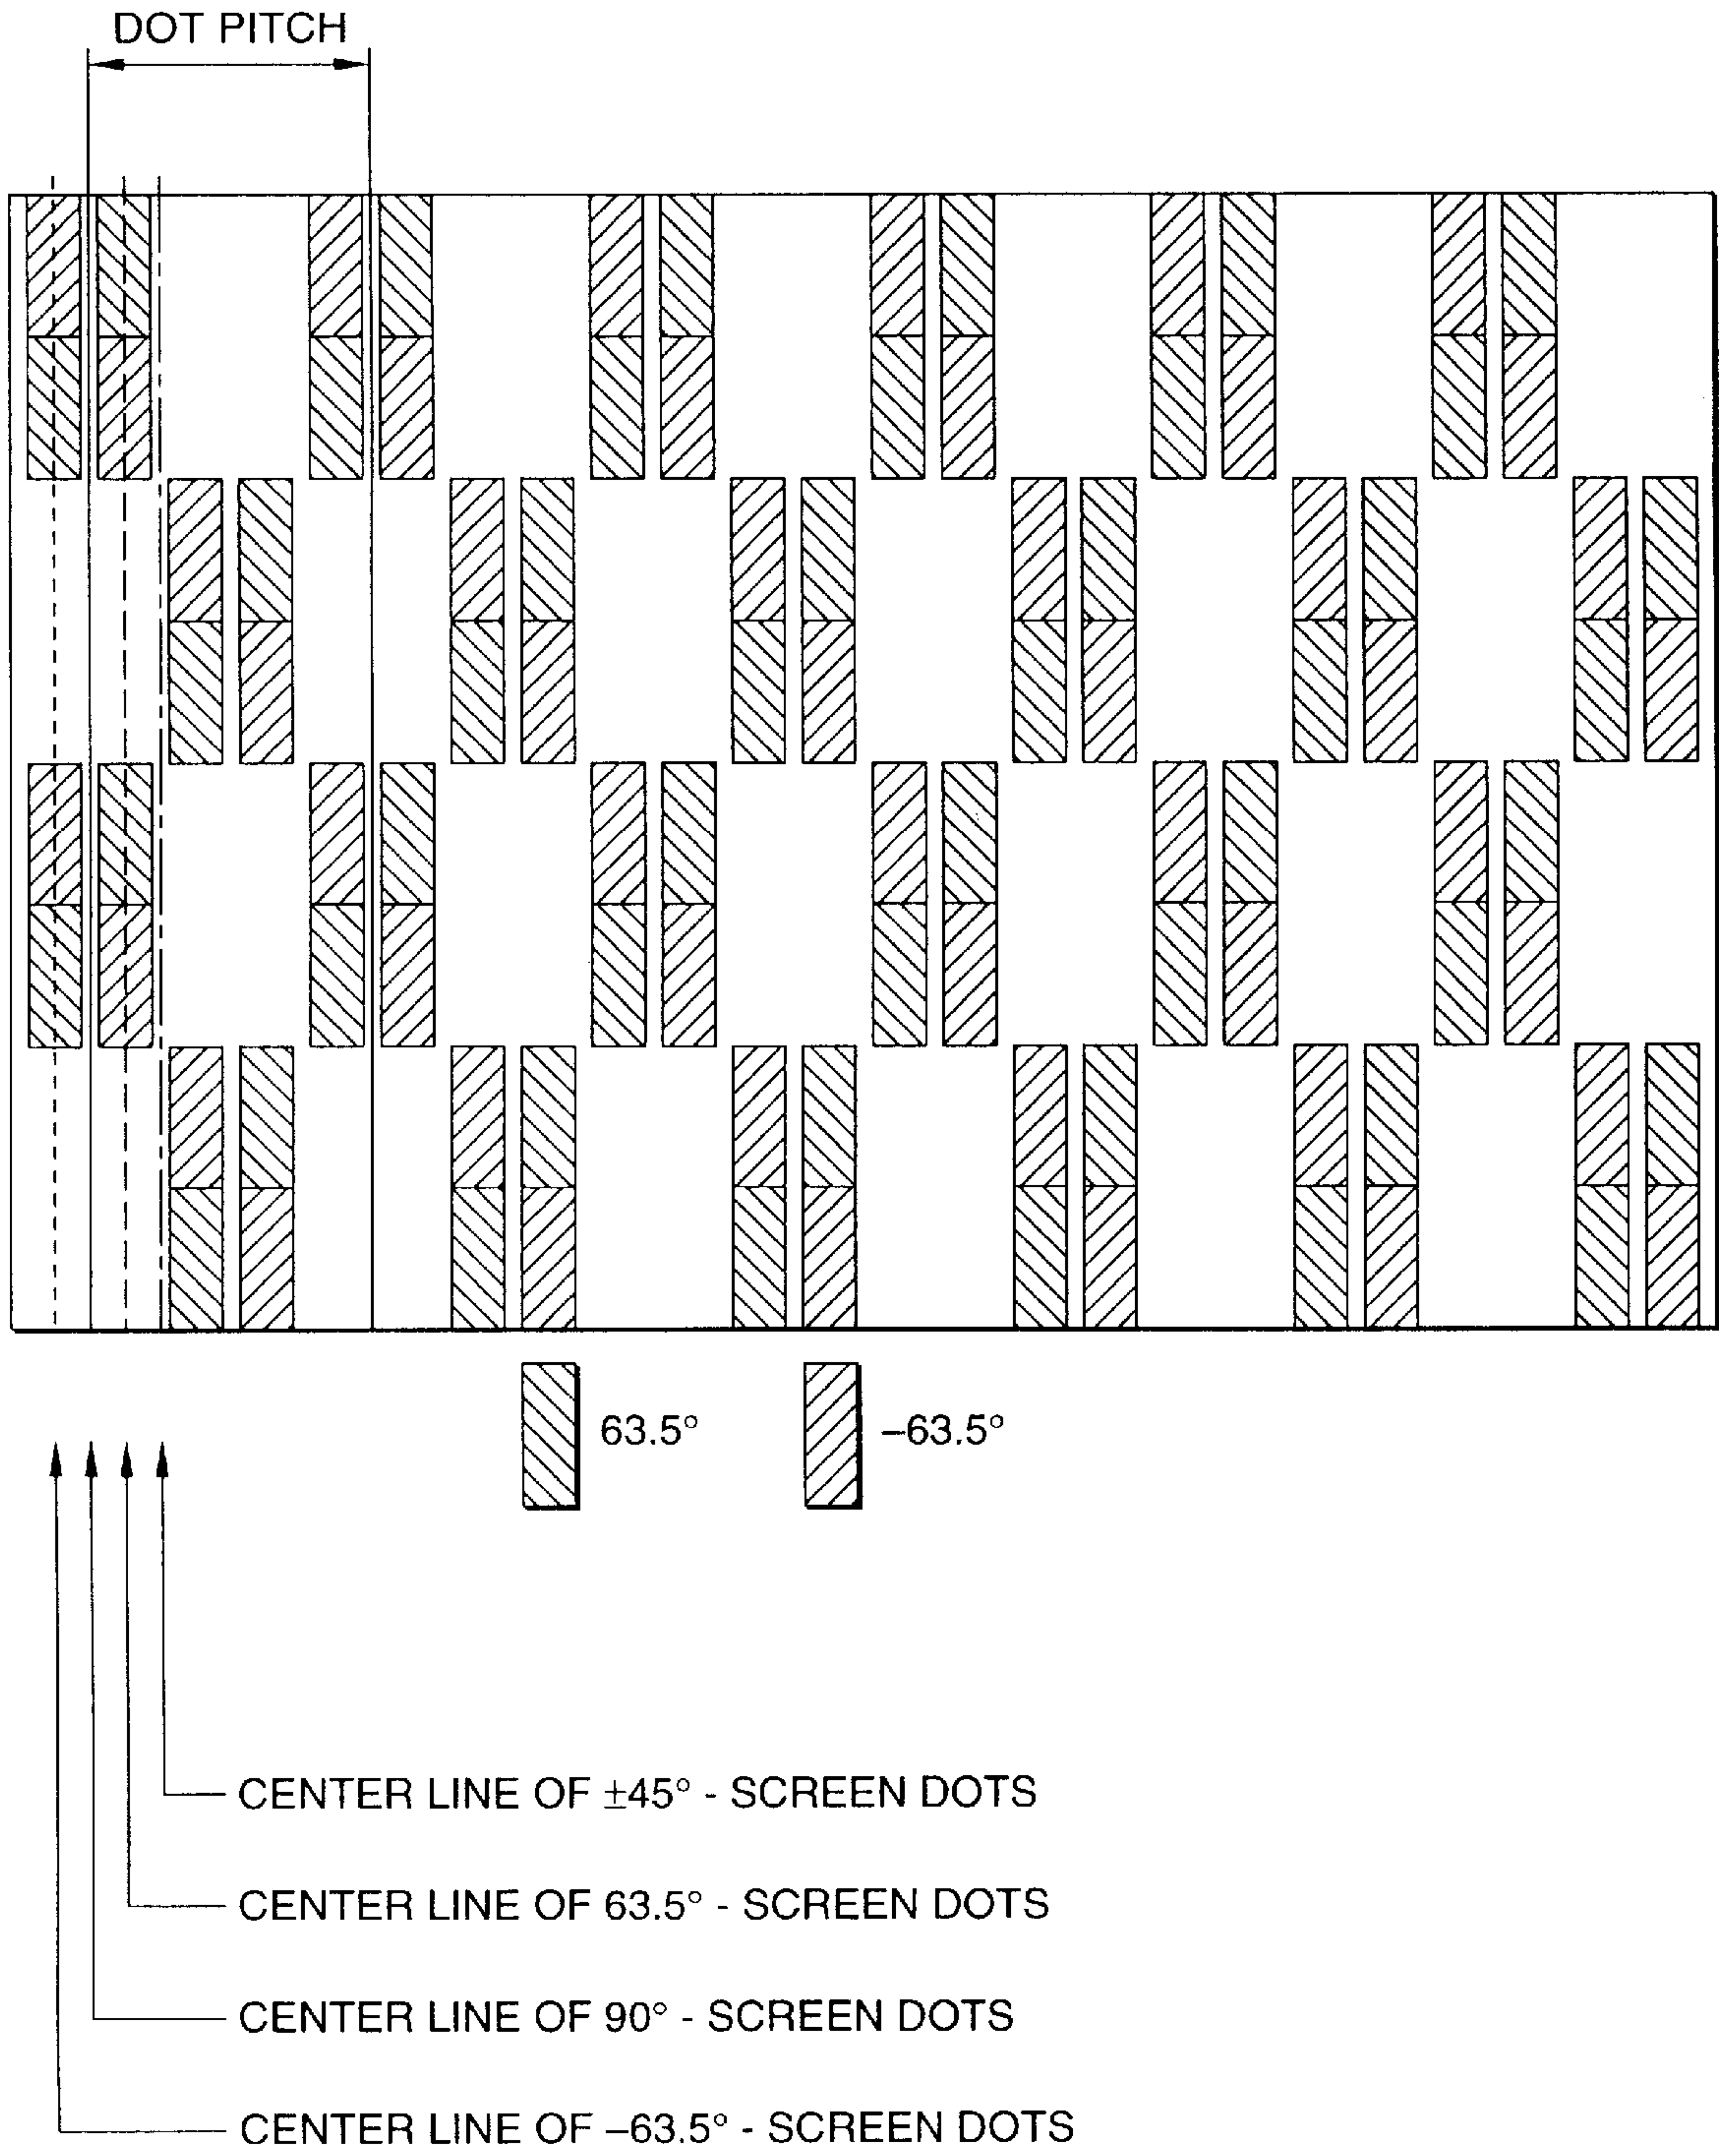 DOT PITCH
63.5°
–63.5°
CENTER LINE OF ±45° - SCREEN DOTS
CENTER LINE OF 63.5° - SCREEN DOTS
CENTER LINE OF 90° - SCREEN DOTS
CENTER LINE OF –63.5° - SCREEN DOTS